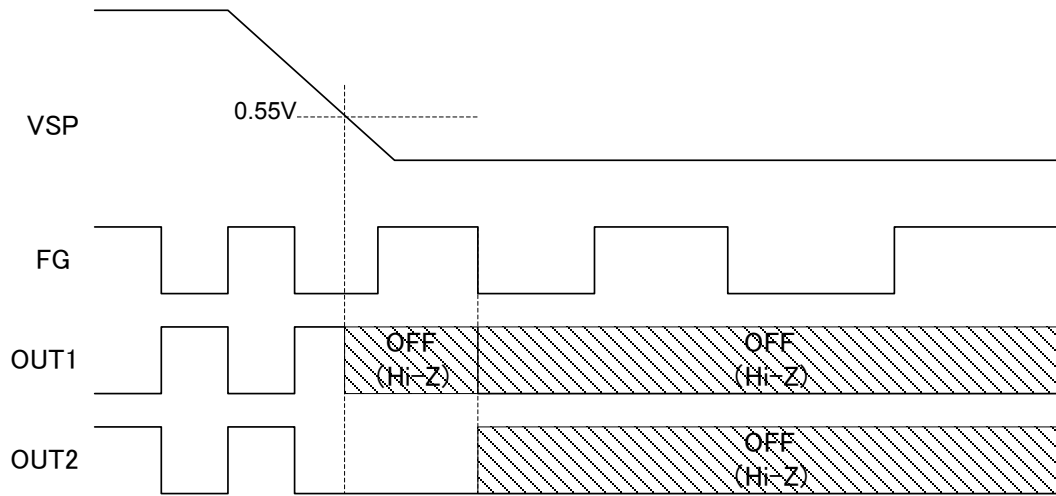 0.55V
VSP
FG
OUT1
OFF
(Hi-Z)
OFF
(Hi-Z)
OUT2
OFF
(Hi-Z)